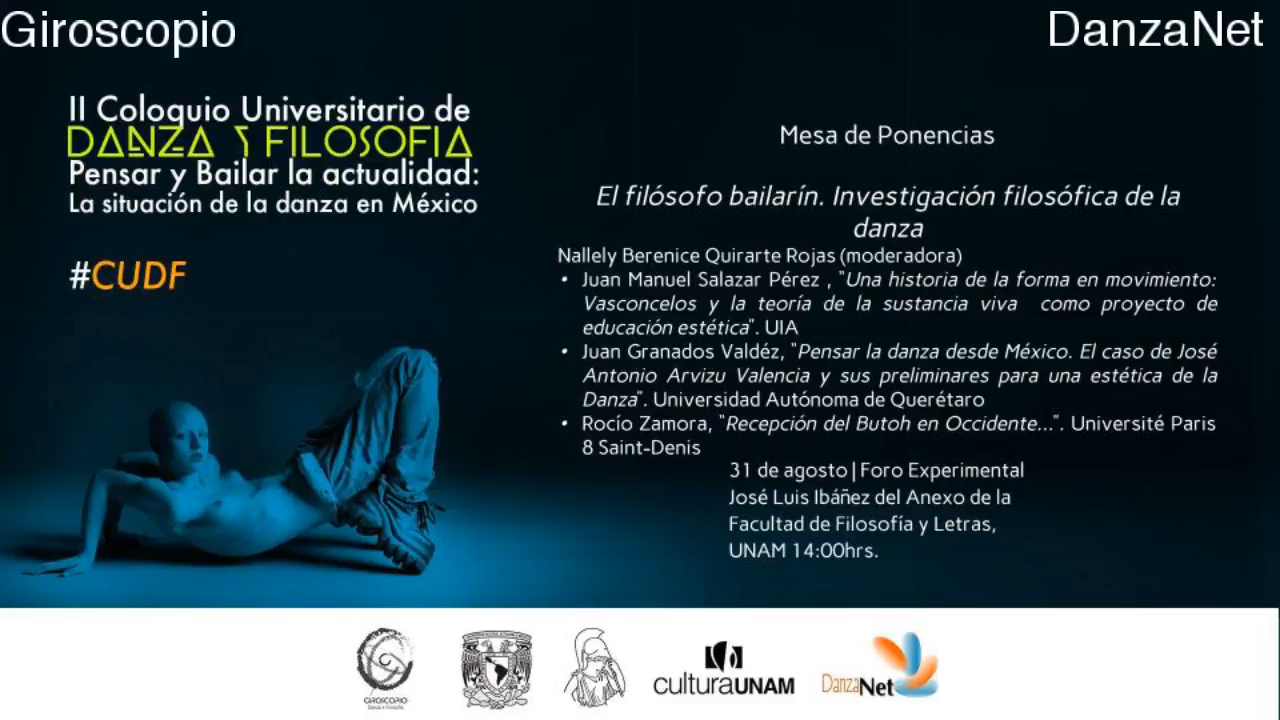 Giroscopio
DanzaNet
II Coloquio Universitario de
DANZA Y FILOSOFIA
Pensar y Bailar la actualidad:
La situación de la danza en México
#CUDF
Mesa de Ponencias
El filósofo bailarín. Investigación filosófica de la
danza
Nallely Berenice Quirarte Rojas (moderadora)
• Juan Manuel Salazar Pérez , "Una historia de la forma en movimiento:
Vasconcelos y la teoría de la sustancia viva como proyecto de
educación estética". UIA
• Juan Granados Valdéz, "Pensar la danza desde México. El caso de José
Antonio Arvizu Valencia y sus preliminares para una estética de la
Danza". Universidad Autónoma de Querétaro
• Rocío Zamora, "Recepción del Butoh en Occidente...". Université Paris
8 Saint-Denis
31 de agosto|Foro Experimental
José Luis Ibáñez del Anexo de la
Facultad de Filosofía y Letras,
UNAM 14:00hrs.
GIROSCOPIO
Danza y Filosofía
culturaUNAM
DanzaNet